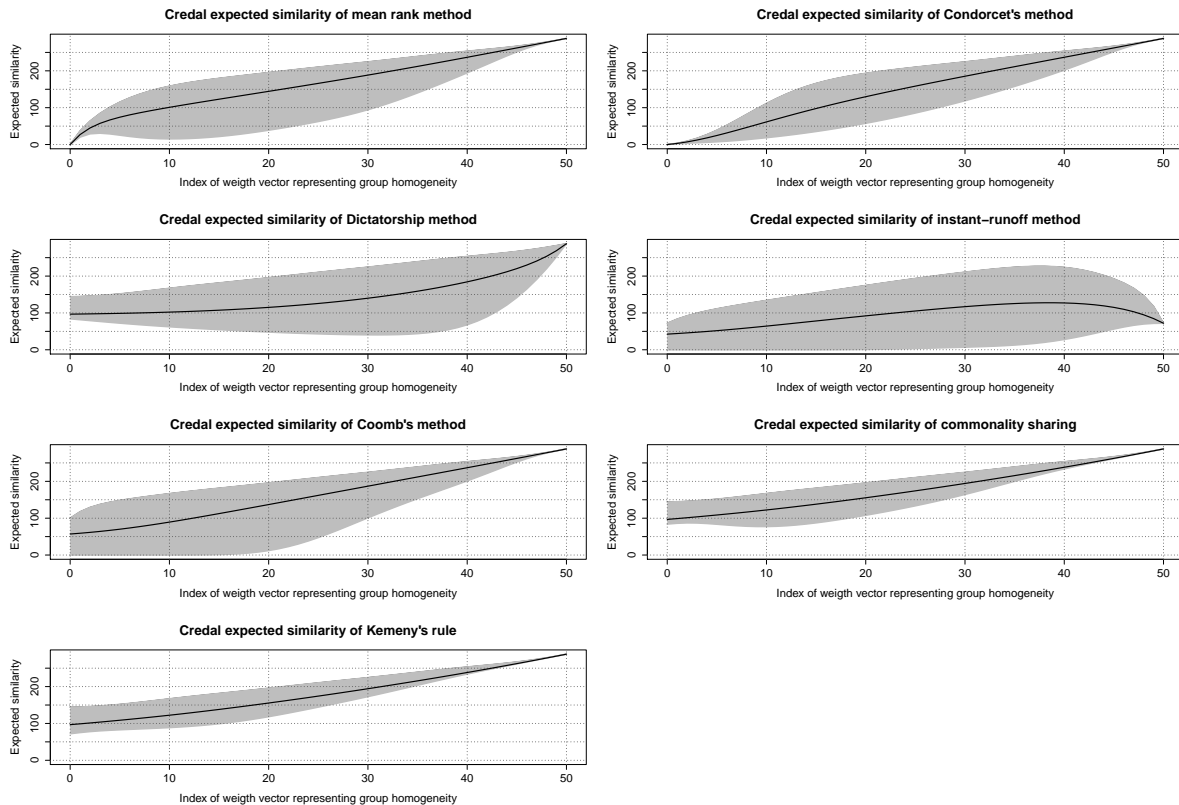 Credal expected similarity of mean rank method
Expected similarity
0 100 200
0 10 20 30 40 50
Index of weigth vector representing group homogeneity
Credal expected similarity of Condorcet's method
Expected similarity
0 100 200
0 10 20 30 40 50
Index of weigth vector representing group homogeneity
Credal expected similarity of Dictatorship method
Expected similarity
0 100 200
0 10 20 30 40 50
Index of weigth vector representing group homogeneity
Credal expected similarity of instant−runoff method
Expected similarity
0 100 200
0 10 20 30 40 50
Index of weigth vector representing group homogeneity
Credal expected similarity of Coomb's method
Expected similarity
0 100 200
0 10 20 30 40 50
Index of weigth vector representing group homogeneity
Credal expected similarity of commonality sharing
Expected similarity
0 100 200
0 10 20 30 40 50
Index of weigth vector representing group homogeneity
Credal expected similarity of Kemeny's rule
Expected similarity
0 100 200
0 10 20 30 40 50
Index of weigth vector representing group homogeneity